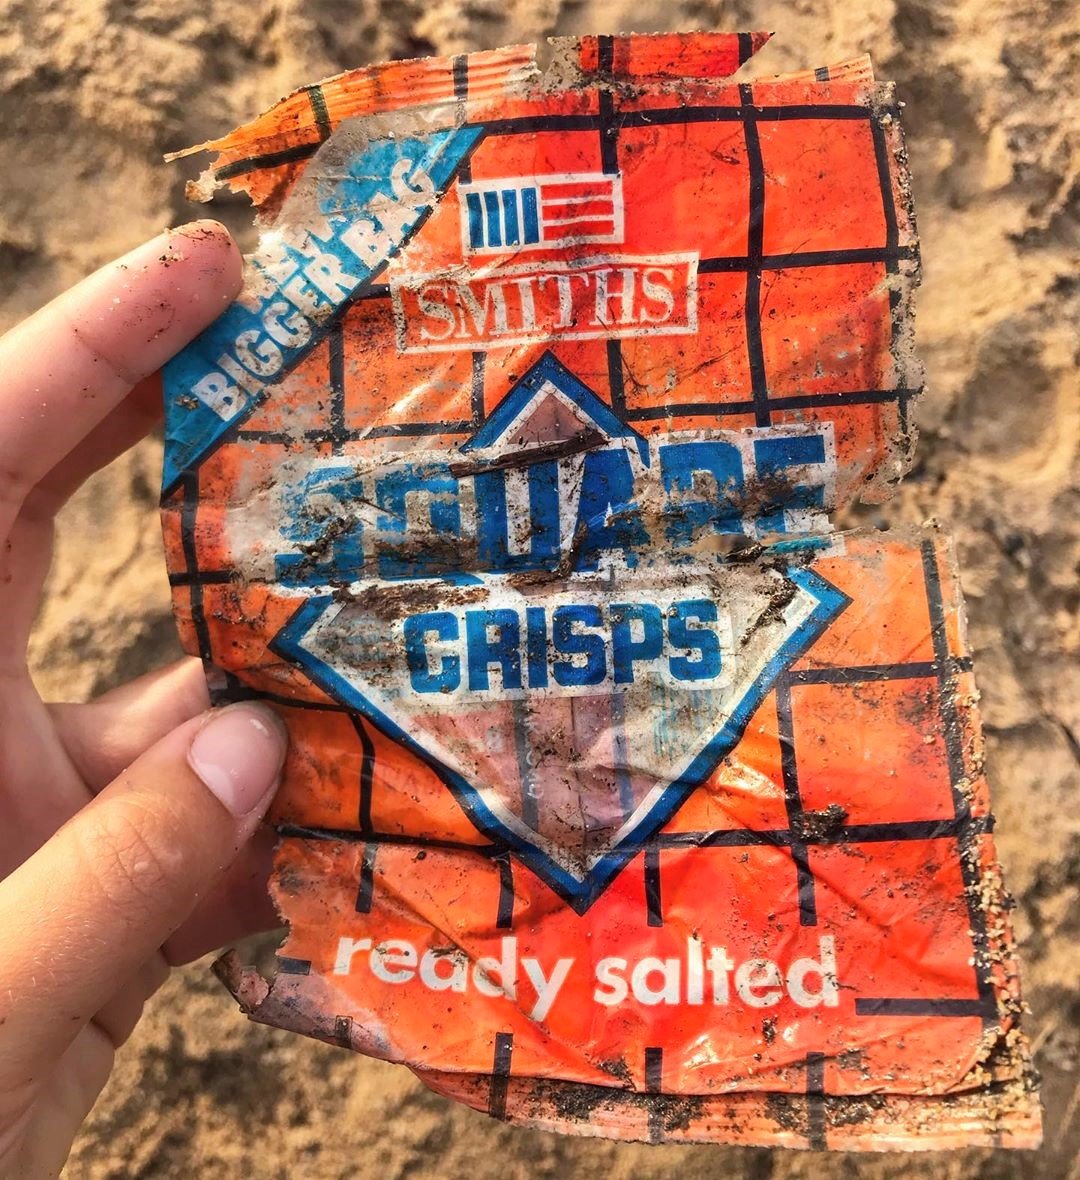 BIGGER BAG
SMITHS
SQUARE
CRISPS
ready salted